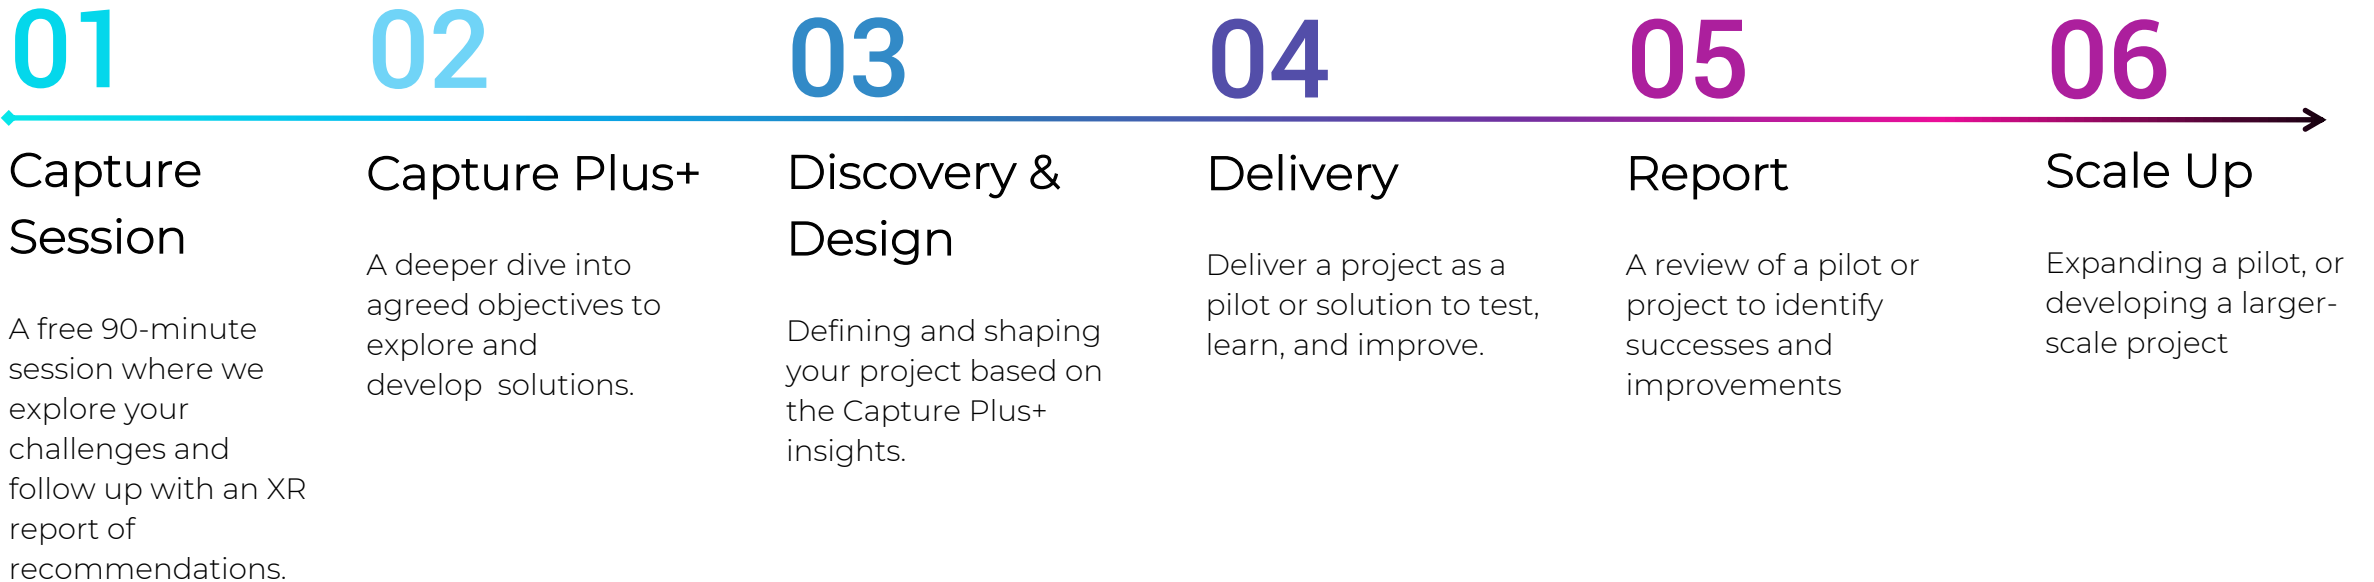 01
Capture
Session
A free 90-minute
session where we
explore your
challenges and
follow up with an XR
report of
recommendations.
02
Capture Plus+
A deeper dive into
agreed objectives to
explore and
develop  solutions.
03
Discovery &
Design
Defining and shaping
your project based on
the Capture Plus+
insights.
04
Delivery
Deliver a project as a
pilot or solution to test,
learn, and improve.
05
Report
A review of a pilot or
project to identify
successes and
improvements
06
Scale Up
Expanding a pilot, or
developing a larger-
scale project